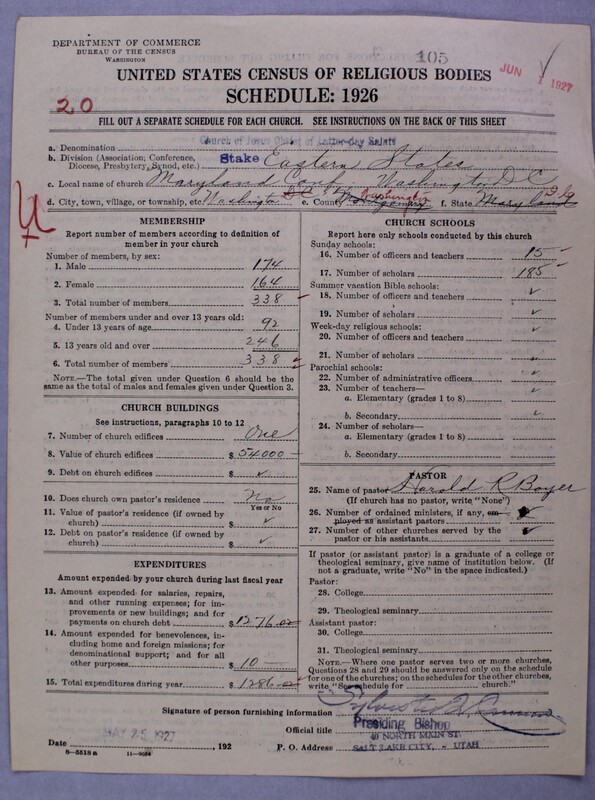 DEPARTMENT OF COMMERCE
BUREAU OF THE CENSUS
WASHINGTON
105
JUN 1 1927
UNITED STATES CENSUS OF RELIGIOUS BODIES
SCHEDULE: 1926
20
FILL OUT A SEPARATE SCHEDULE FOR EACH CHURCH. SEE INSTRUCTIONS ON THE BACK OF THIS SHEET
a. Denomination Church of Jesus Christ of Latter-day Saints
b. Division (Association, Conference, Diocese, Presbytery, Synod, etc.) Stake Eastern States
c. Local name of church Maryland Washington D C
d. City, town, village, or township, etc. Washington D C e. County Montgomery Washington f. State Maryland D.C.
MEMBERSHIP
Report number of members according to definition of member in your church
Number of members, by sex:
1. Male 174
2. Female 164
3. Total number of members 338
Number of members under and over 13 years old:
4. Under 13 years of age 92
5. 13 years old and over 246
6. Total number of members 338
NOTE.—The total given under Question 6 should be the same as the total of males and females given under Question 3.
CHURCH BUILDINGS
See instructions, paragraphs 10 to 12
7. Number of church edifices One
8. Value of church edifices $ 54000
9. Debt on church edifices $ ✓
10. Does church own pastor's residence No
Yes or No
11. Value of pastor's residence (if owned by church) $ ✓
12. Debt on pastor's residence (if owned by church) $ ✓
EXPENDITURES
Amount expended by your church during last fiscal year
13. Amount expended for salaries, repairs, and other running expenses; for improvements or new buildings; and for payments on church debt $ 1276.00
14. Amount expended for benevolences, including home and foreign missions; for denominational support; and for all other purposes $ 10 —
15. Total expenditures during year $ 1286.00
CHURCH SCHOOLS
Report here only schools conducted by this church
Sunday schools:
16. Number of officers and teachers 15
17. Number of scholars 185
Summer vacation Bible schools:
18. Number of officers and teachers ✓
19. Number of scholars ✓
Week-day religious schools:
20. Number of officers and teachers ✓
21. Number of scholars ✓
Parochial schools:
22. Number of administrative officers ✓
23. Number of teachers—
a. Elementary (grades 1 to 8) ✓
b. Secondary ✓
24. Number of scholars—
a. Elementary (grades 1 to 8)
b. Secondary
PASTOR
25. Name of pastor Harold R Boyer
(If church has no pastor, write "None")
26. Number of ordained ministers, if any, employed as assistant pastors ✓
27. Number of other churches served by the pastor or his assistants ✓
If pastor (or assistant pastor) is a graduate of a college or theological seminary, give name of institution below. (If not a graduate, write "No" in the space indicated.)
Pastor:
28. College
29. Theological seminary
Assistant pastor:
30. College
31. Theological seminary
NOTE.—Where one pastor serves two or more churches, Questions 28 and 29 should be answered only on the schedule for one of the churches; on the schedules for the other churches, write "See schedule for church."
Signature of person furnishing information Sylvester Q. Cannon
Official title Presiding Bishop
40 NORTH MAIN ST.
Date MAY 25 1927, 192 P. O. Address SALT LAKE CITY, - UTAH
8-5518a 11-9034